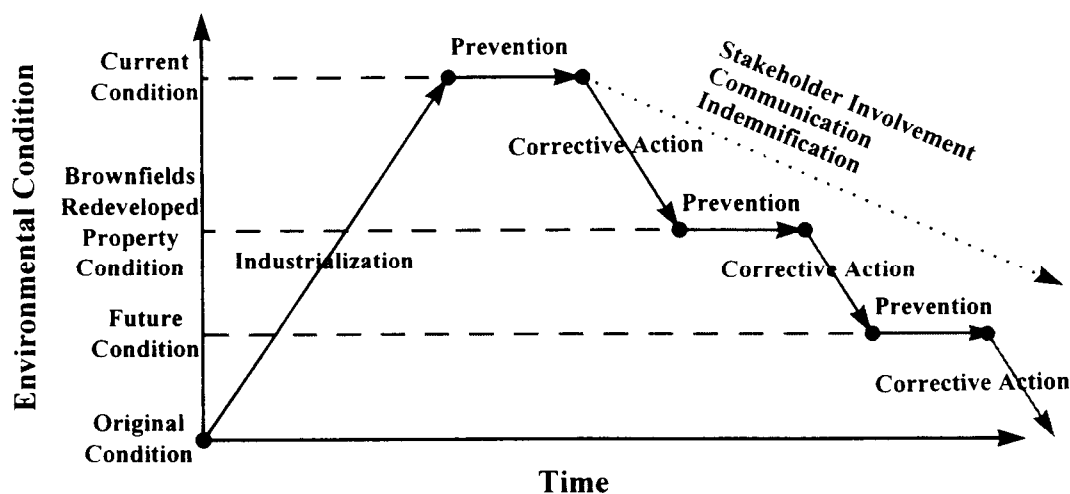 Environmental Condition
Current
Condition
Brownfields
Redeveloped
Property
Condition
Future
Condition
Original
Condition
Industrialization
Prevention
Corrective Action
Prevention
Corrective Action
Prevention
Corrective Action
Stakeholder Involvement
Communication
Indemnification
Time